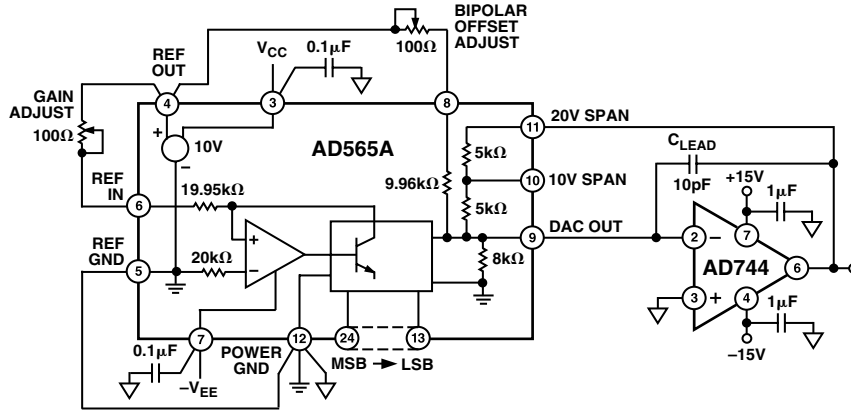 BIPOLAR
OFFSET
ADJUST
100Ω
REF
OUT
VCC
0.1μF
GAIN
ADJUST
100Ω
4
3
8
+
10V
–
AD565A
11
20V SPAN
5kΩ
CLEAD
10pF
+15V
1μF
REF
IN
6
19.95kΩ
9.96kΩ
10
10V SPAN
5kΩ
REF
GND
5
20kΩ
+
–
9
DAC OUT
8kΩ
2
–
7
AD744
6
3
+
4
1μF
–15V
0.1μF
7
–VEE
POWER
GND
12
24
13
MSB
LSB